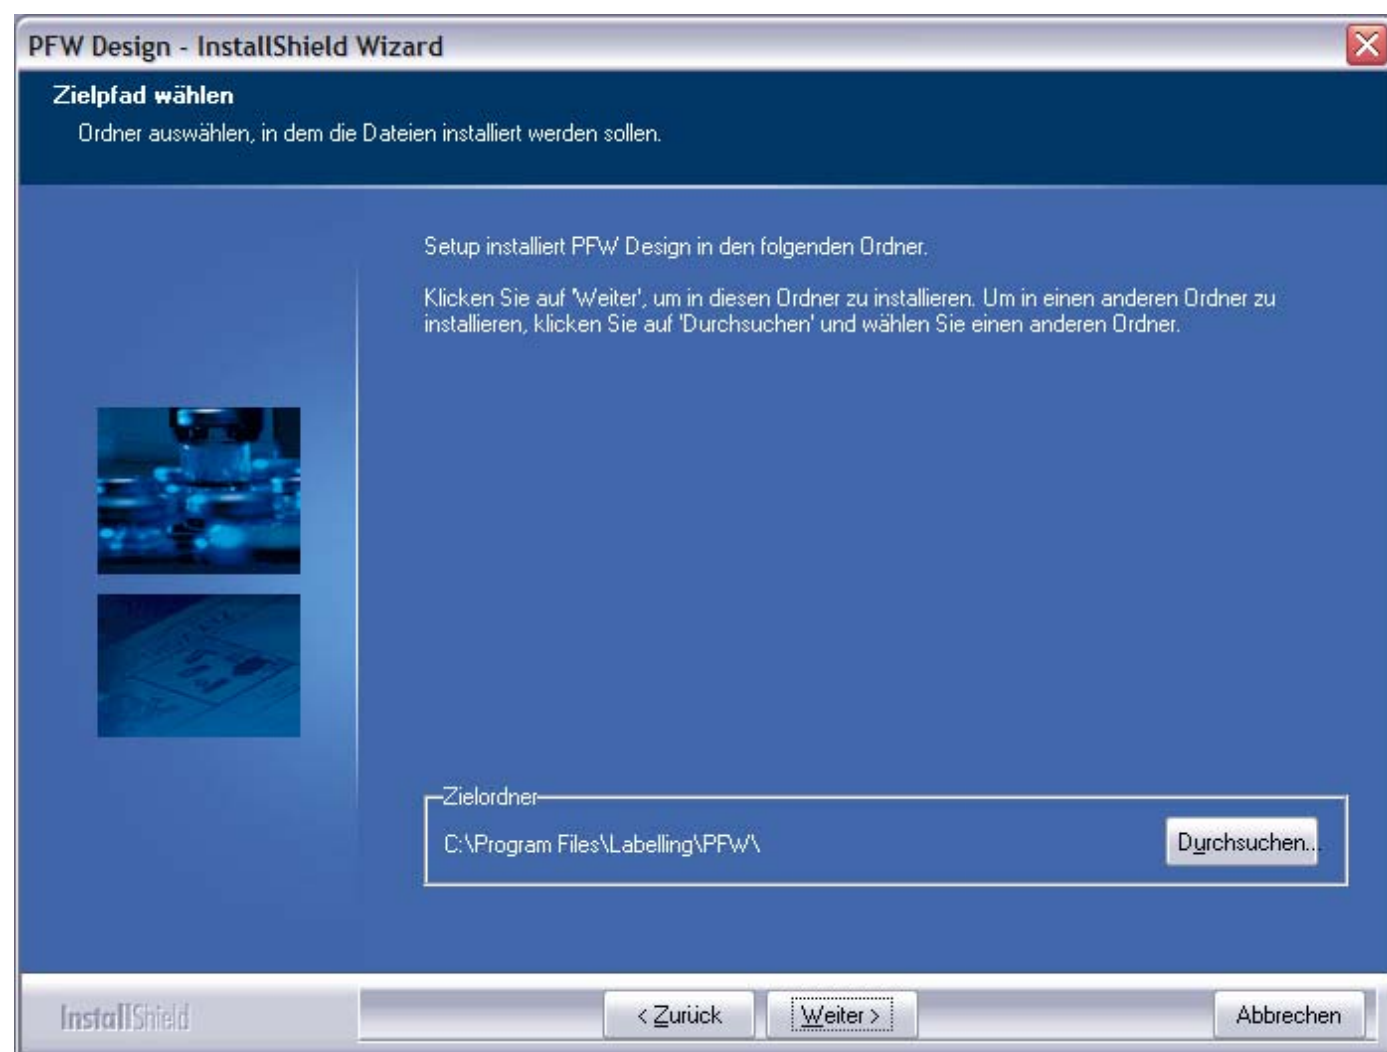 PFW Design - InstallShield Wizard
Zielpfad wählen
Ordner auswählen, in dem die Dateien installiert werden sollen.
Setup installiert PFW Design in den folgenden Ordner.
Klicken Sie auf 'Weiter', um in diesen Ordner zu installieren. Um in einen anderen Ordner zu
installieren, klicken Sie auf 'Durchsuchen' und wählen Sie einen anderen Ordner.
Zielordner
C:\Program Files\Labelling\PFW\
Durchsuchen...
InstallShield
< Zurück
Weiter >
Abbrechen